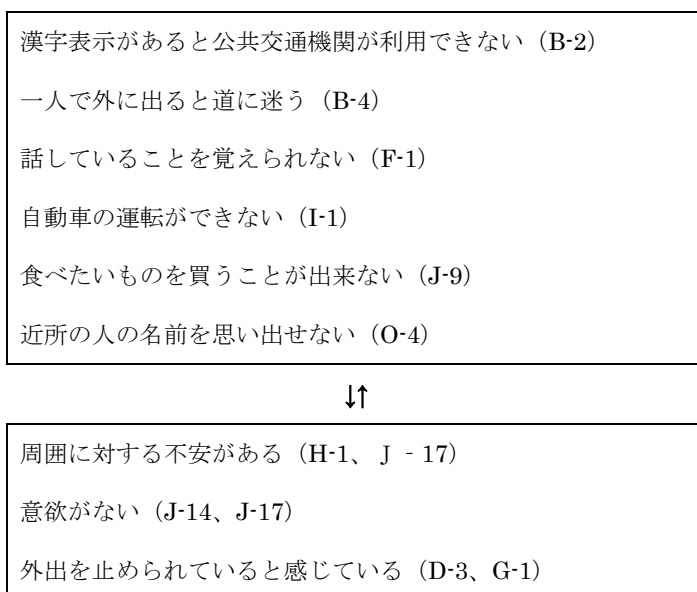 漢字表示があると公共交通機関が利用できない（B-2）
一人で外に出ると道に迷う（B-4）
話していることを覚えられない（F-1）
自動車の運転ができない（I-1）
食べたいものを買うことが出来ない（J-9）
近所の人の名前を思い出せない（O-4）
↓↑
周囲に対する不安がある（H-1、Ｊ‐17）
意欲がない（J-14、J-17）
外出を止められていると感じている（D-3、G-1）